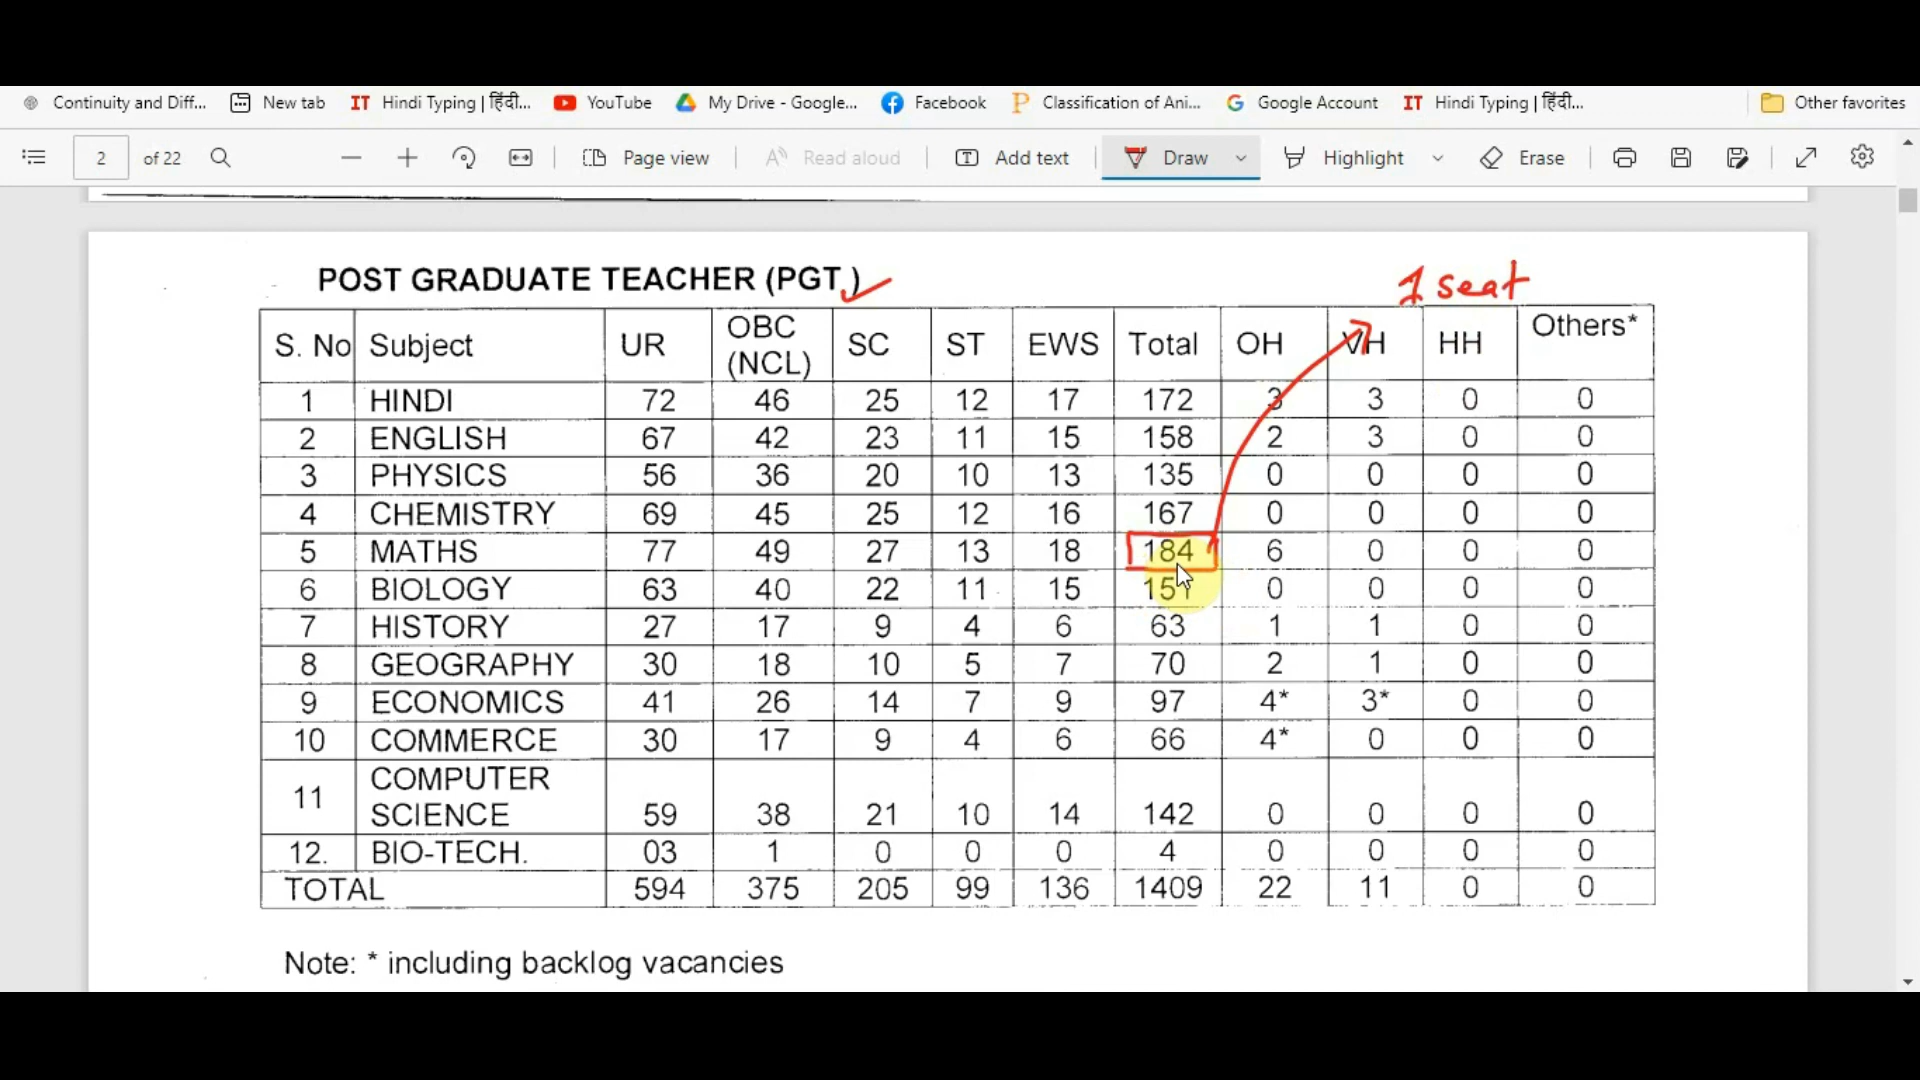 Continuity and Diff... New tab IT Hindi Typing | हिंदी... YouTube My Drive - Google... Facebook Classification of Ani... Google Account IT Hindi Typing | हिंदी... Other favorites
2 of 22 Page view Read aloud Add text Draw Highlight Erase
POST GRADUATE TEACHER (PGT) 1 seat
S. No Subject UR OBC (NCL) SC ST EWS Total OH VH HH Others*
1 HINDI 72 46 25 12 17 172 3 3 0 0
2 ENGLISH 67 42 23 11 15 158 2 3 0 0
3 PHYSICS 56 36 20 10 13 135 0 0 0 0
4 CHEMISTRY 69 45 25 12 16 167 0 0 0 0
5 MATHS 77 49 27 13 18 184 6 0 0 0
6 BIOLOGY 63 40 22 11 15 151 0 0 0 0
7 HISTORY 27 17 9 4 6 63 1 1 0 0
8 GEOGRAPHY 30 18 10 5 7 70 2 1 0 0
9 ECONOMICS 41 26 14 7 9 97 4* 3* 0 0
10 COMMERCE 30 17 9 4 6 66 4* 0 0 0
11 COMPUTER SCIENCE 59 38 21 10 14 142 0 0 0 0
12. BIO-TECH. 03 1 0 0 0 4 0 0 0 0
TOTAL 594 375 205 99 136 1409 22 11 0 0
Note: * including backlog vacancies